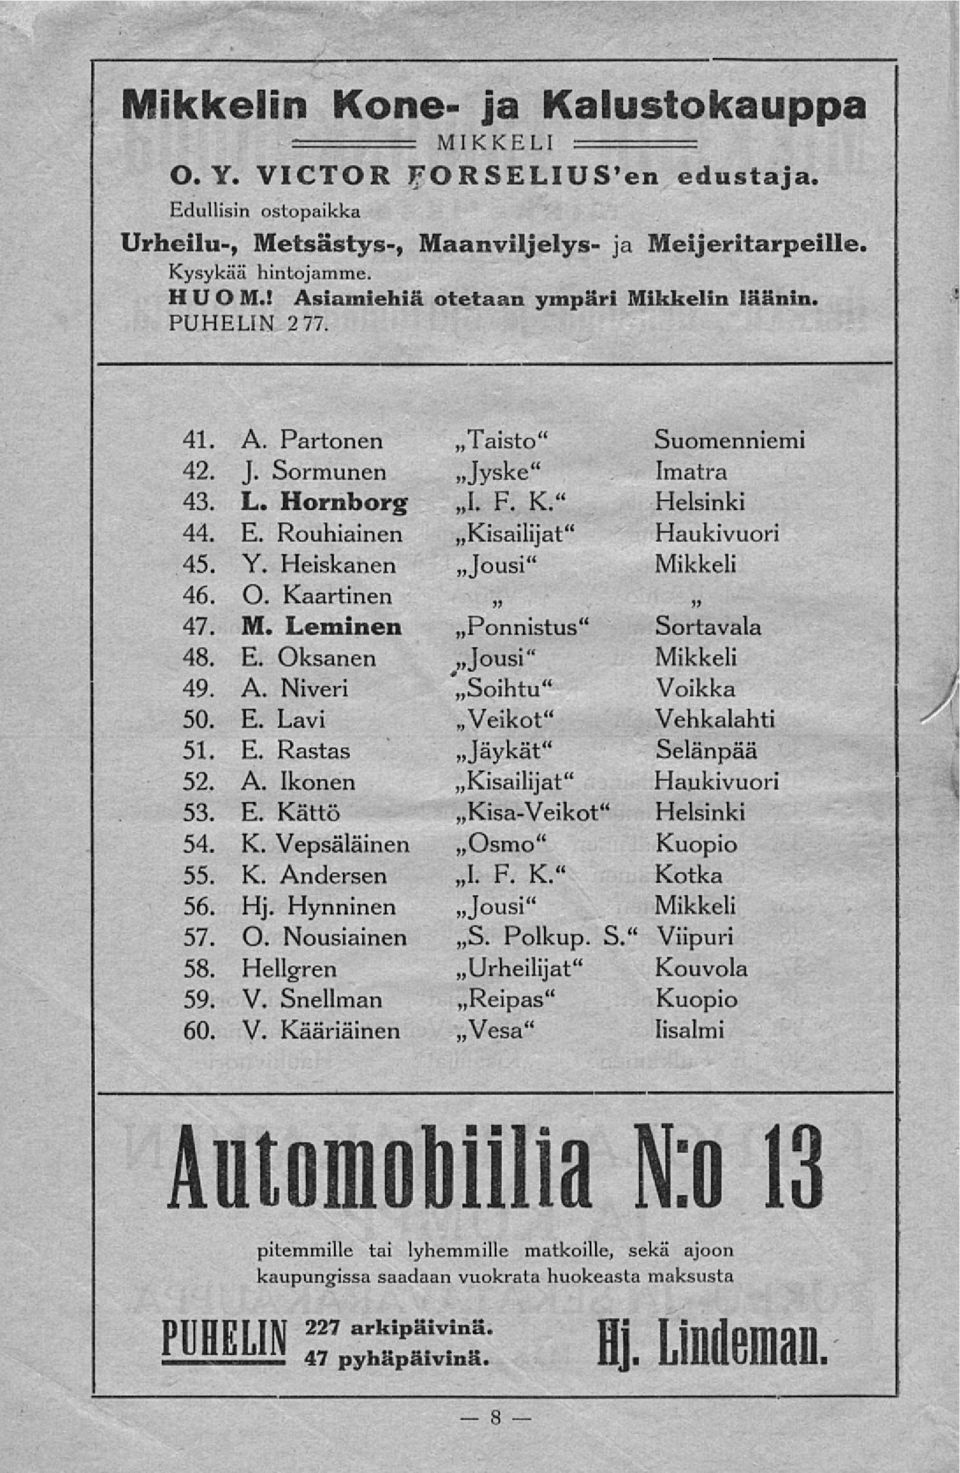 Mikkelin Kone- ja Kalustokauppa
MIKKELI
O. Y. VICTOR FORSELIUS'en edustaja.
Edullisin ostopaikka
Urheilu-, Metsästys-, Maanviljelys- ja Meijeritarpeille.
Kysykää hintojamme.
HUOM.! Asiamiehiä otetaan ympäri Mikkelin läänin.
PUHELIN 277.
41. A. Partonen „Taisto“ Suomenniemi
42. J. Sormunen „Jyske“ Imatra
43. L. Hornborg „I. F. K.“ Helsinki
44. E. Rouhiainen „Kisailijat“ Haukivuori
45. Y. Heiskanen „Jousi“ Mikkeli
46. O. Kaartinen „ „
47. M. Leminen „Ponnistus“ Sortavala
48. E. Oksanen „Jousi“ Mikkeli
49. A. Niveri „Soihtu“ Voikka
50. E. Lavi „Veikot“ Vehkalahti
51. E. Rastas „Jäykät“ Selänpää
52. A. Ikonen „Kisailijat“ Haukivuori
53. E. Kättö „Kisa-Veikot“ Helsinki
54. K. Vepsäläinen „Osmo“ Kuopio
55. K. Andersen „I. F. K.“ Kotka
56. Hj. Hynninen „Jousi“ Mikkeli
57. O. Nousiainen „S. Polkup. S.“ Viipuri
58. Hellgren „Urheilijat“ Kouvola
59. V. Snellman „Reipas“ Kuopio
60. V. Kääriäinen „Vesa“ Iisalmi
Automobiilia N:o 13
pitemmille tai lyhemmille matkoille, sekä ajoon
kaupungissa saadaan vuokrata huokeasta maksusta
PUHELIN 227 arkipäivinä.
47 pyhäpäivinä.
Hj. Lindeman.
— 8 —